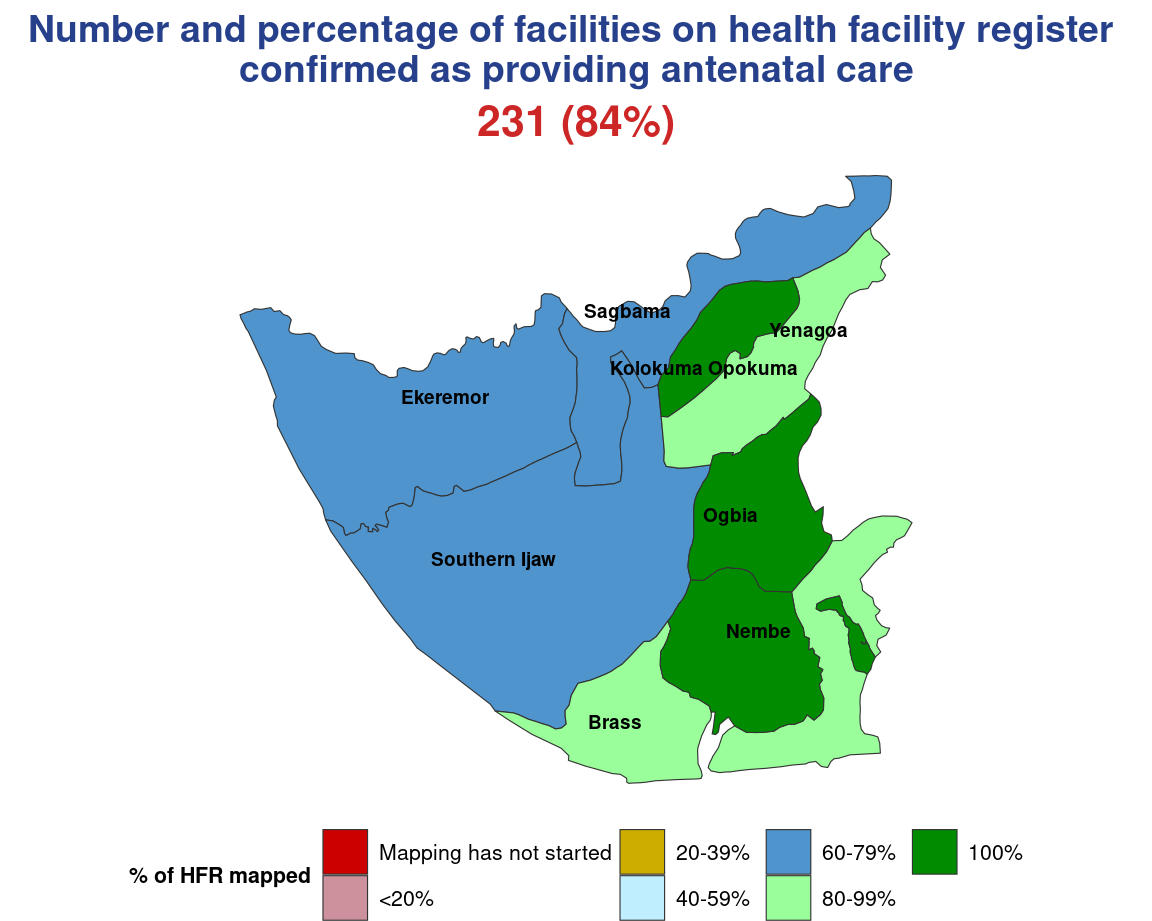 Number and percentage of facilities on health facility register
confirmed as providing antenatal care
231 (84%)
Sagbama
Yenagoa
Kolokuma Opokuma
Ekeremor
Ogbia
Southern Ijaw
Nembe
Brass
% of HFR mapped
Mapping has not started
<20%
20-39%
40-59%
60-79%
80-99%
100%